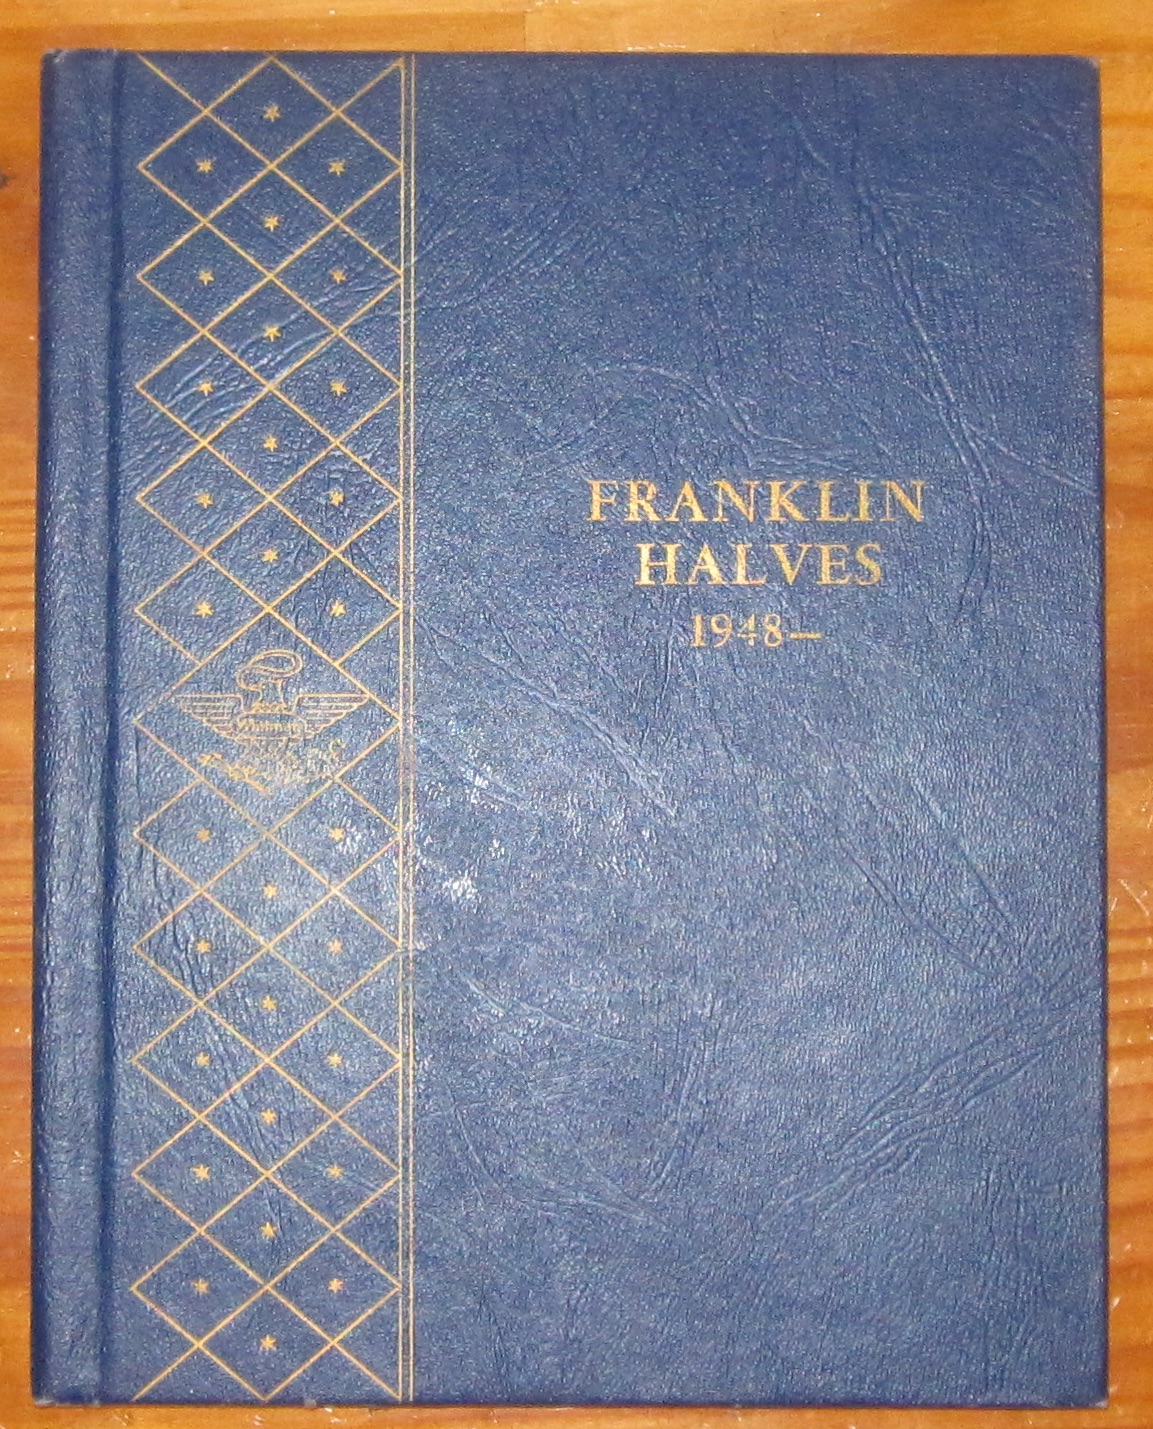 FRANKLIN
HALVES
1948—